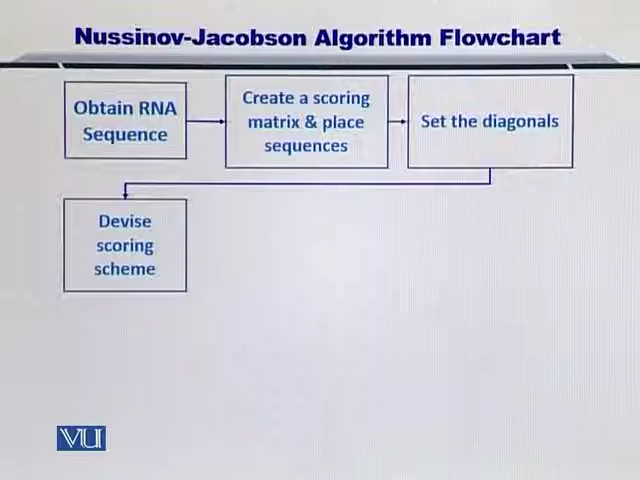 Nussinov-Jacobson Algorithm Flowchart
Obtain RNA
Sequence
Create a scoring
matrix & place
sequences
Set the diagonals
Devise
scoring
scheme
VU